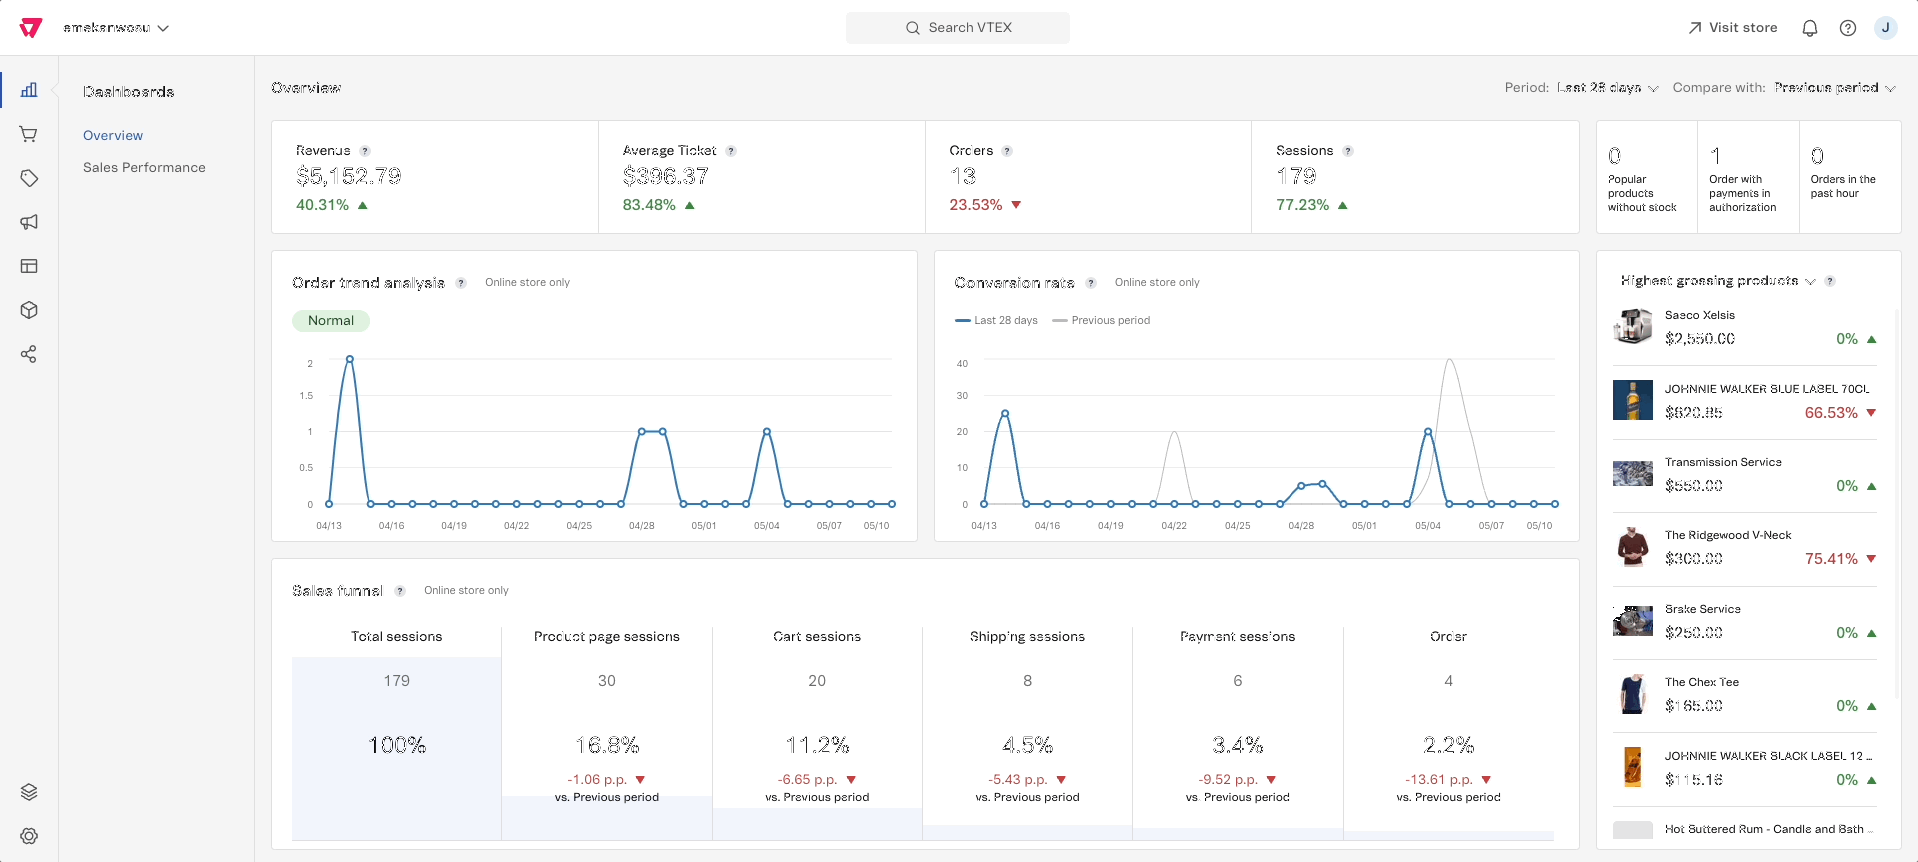 emekanwosu
Search VTEX
Visit store
J
Dashboards
Overview
Sales Performance
Overview
Period: Last 28 days
Compare with: Previous period
Revenue ?
$5,152.79
40.31%
Average Ticket ?
$396.37
83.48%
Orders ?
13
23.53%
Sessions ?
179
77.23%
0
Popular
products
without stock
1
Order with
payments in
authorization
0
Orders in the
past hour
Order trend analysis ? Online store only
Normal
2
1.5
1
0.5
0
04/13 04/16 04/19 04/22 04/25 04/28 05/01 05/04 05/07 05/10
Conversion rate ? Online store only
Last 28 days Previous period
40
30
20
10
0
04/13 04/16 04/19 04/22 04/25 04/28 05/01 05/04 05/07 05/10
Highest grossing products ?
Saeco Xelsis
$2,550.00 0%
JOHNNIE WALKER BLUE LABEL 70CL
$820.85 66.53%
Transmission Service
$550.00 0%
The Ridgewood V-Neck
$300.00 75.41%
Brake Service
$250.00 0%
The Chex Tee
$165.00 0%
JOHNNIE WALKER BLACK LABEL 12 ...
$115.16 0%
Hot Buttered Rum - Candle and Bath ...
Sales funnel ? Online store only
Total sessions
179
100%
Product page sessions
30
16.8%
-1.06 p.p.
vs. Previous period
Cart sessions
20
11.2%
-6.65 p.p.
vs. Previous period
Shipping sessions
8
4.5%
-5.43 p.p.
vs. Previous period
Payment sessions
6
3.4%
-9.52 p.p.
vs. Previous period
Order
4
2.2%
-13.61 p.p.
vs. Previous period